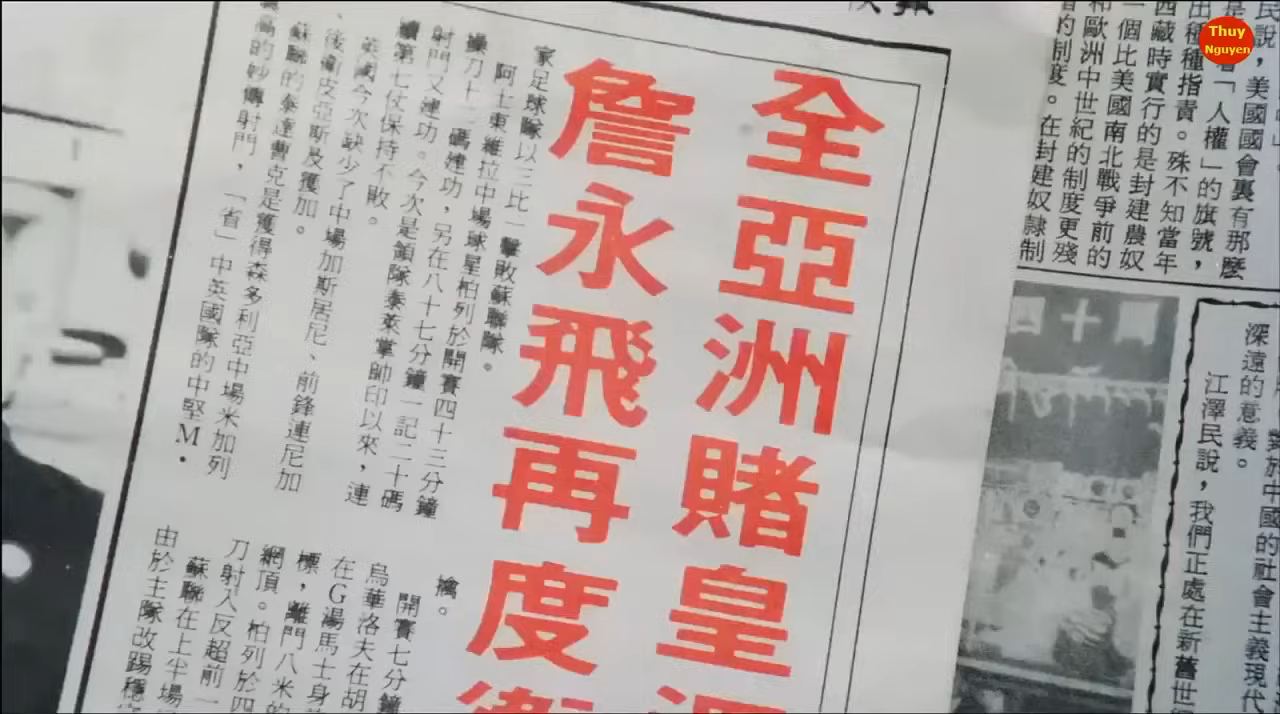 Thuy
Nguyen
民說，美國國會裏有那麼
「人權」的旗號，
出種種指責。殊不知當年
西藏時實行的是封建農奴
一個比美國南北戰爭前的
和歐洲中世紀的制度更殘
的制度。在封建奴隸制
對於中國的社會主義現代
深遠的意義。
江澤民說，我們正處在新舊世
四十周
全亞洲賭皇
詹永飛再度衛
家足球隊以三比一擊敗蘇聯隊。
阿士東維拉中場球星柏列於開賽四十三分鐘
操刀十二碼建功，另在八十七分鐘一記二十碼
射門又建功。今次是領隊泰萊掌帥印以來，連
續第七仗保持不敗。
英國今次缺少了中場加斯居尼、前鋒連尼加
、後衛皮亞斯及獲加。
蘇聯的泰達曹克是獲得森多利亞中場米加列
的妙傳射門，「省」中英國隊的中堅M·
擒。
開賽七分鐘
烏華洛夫在胡
在G湯馬士身
標，離門八米的
網頂。柏列於四
刀射入反超前一
蘇聯在上半場
由於主隊改踢穩